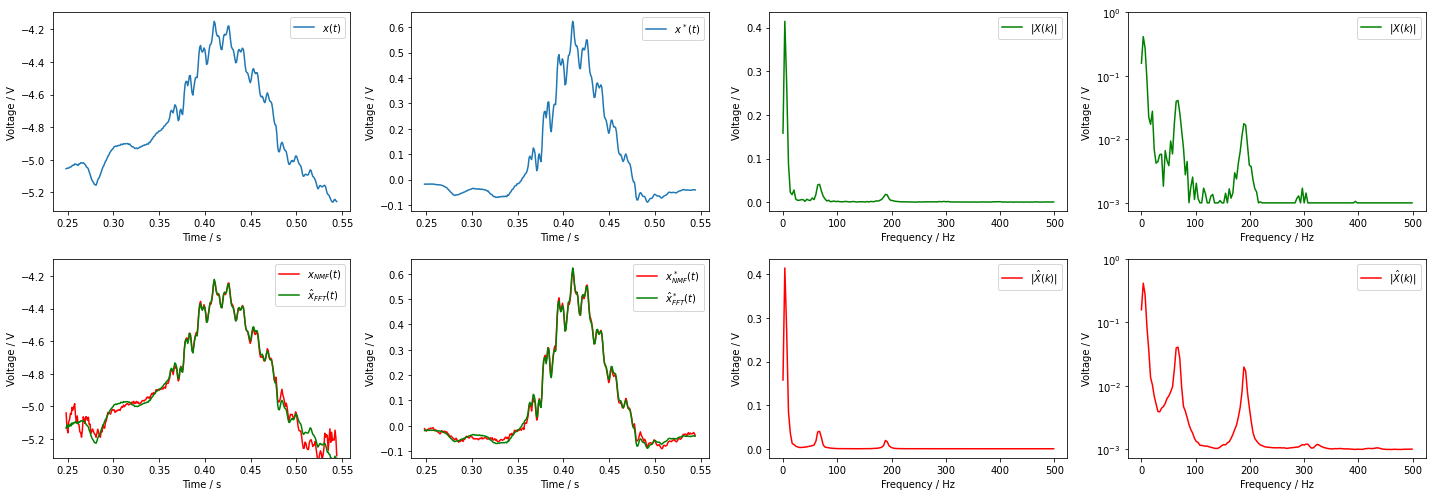 x(t)
−4.2
−4.4
−4.6
−4.8
−5.0
−5.2
Voltage / V
0.25 0.30 0.35 0.40 0.45 0.50 0.55
Time / s
x*(t)
0.6
0.5
0.4
0.3
0.2
0.1
0.0
−0.1
Voltage / V
0.25 0.30 0.35 0.40 0.45 0.50 0.55
Time / s
|X(k)|
0.4
0.3
0.2
0.1
0.0
Voltage / V
0 100 200 300 400 500
Frequency / Hz
|X(k)|
10⁰
10⁻¹
10⁻²
10⁻³
Voltage / V
0 100 200 300 400 500
Frequency / Hz
x_NMF(t)
x̂_FFT(t)
−4.2
−4.4
−4.6
−4.8
−5.0
−5.2
Voltage / V
0.25 0.30 0.35 0.40 0.45 0.50 0.55
Time / s
x*_NMF(t)
x̂*_FFT(t)
0.6
0.5
0.4
0.3
0.2
0.1
0.0
−0.1
Voltage / V
0.25 0.30 0.35 0.40 0.45 0.50 0.55
Time / s
|X̂(k)|
0.4
0.3
0.2
0.1
0.0
Voltage / V
0 100 200 300 400 500
Frequency / Hz
|X̂(k)|
10⁰
10⁻¹
10⁻²
10⁻³
Voltage / V
0 100 200 300 400 500
Frequency / Hz